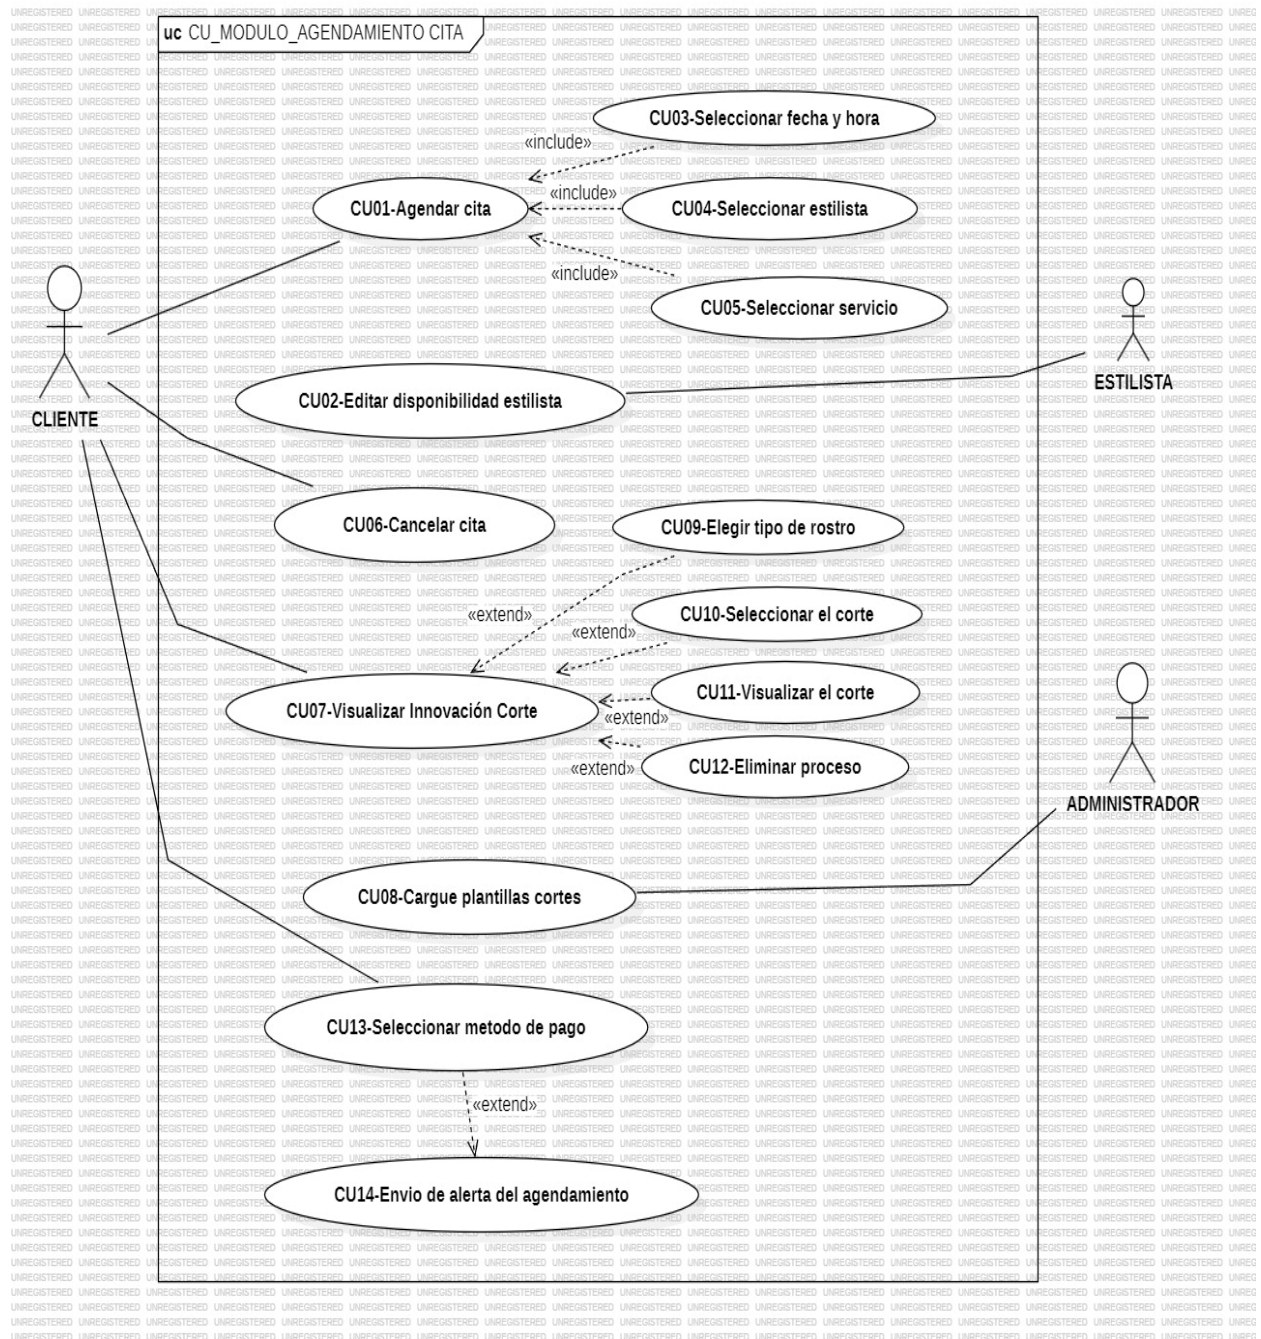 uc CU_MODULO_AGENDAMIENTO CITA
CU03-Seleccionar fecha y hora
«include»
«include»
CU01-Agendar cita
CU04-Seleccionar estilista
«include»
CU05-Seleccionar servicio
ESTILISTA
CU02-Editar disponibilidad estilista
CLIENTE
CU06-Cancelar cita
CU09-Elegir tipo de rostro
«extend»
CU10-Seleccionar el corte
«extend»
CU11-Visualizar el corte
CU07-Visualizar Innovación Corte
«extend»
CU12-Eliminar proceso
«extend»
ADMINISTRADOR
CU08-Cargue plantillas cortes
CU13-Seleccionar metodo de pago
«extend»
CU14-Envio de alerta del agendamiento
UNREGISTERED